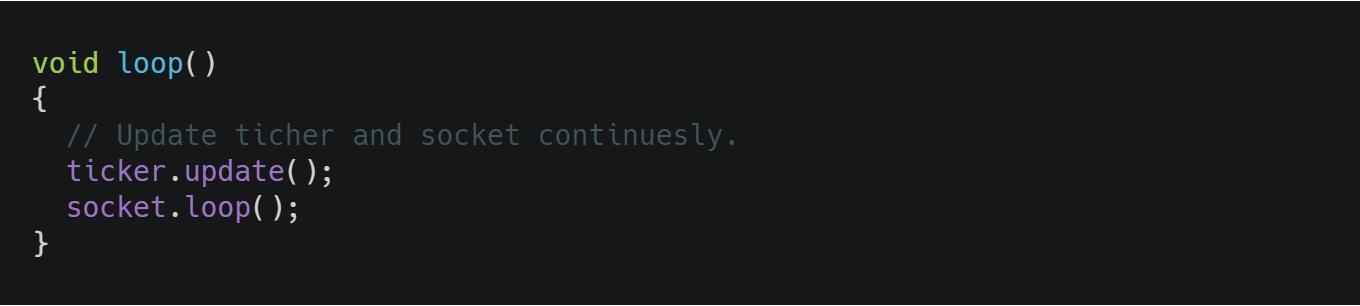 void loop()
{
  // Update ticher and socket continuesly.
  ticker.update();
  socket.loop();
}